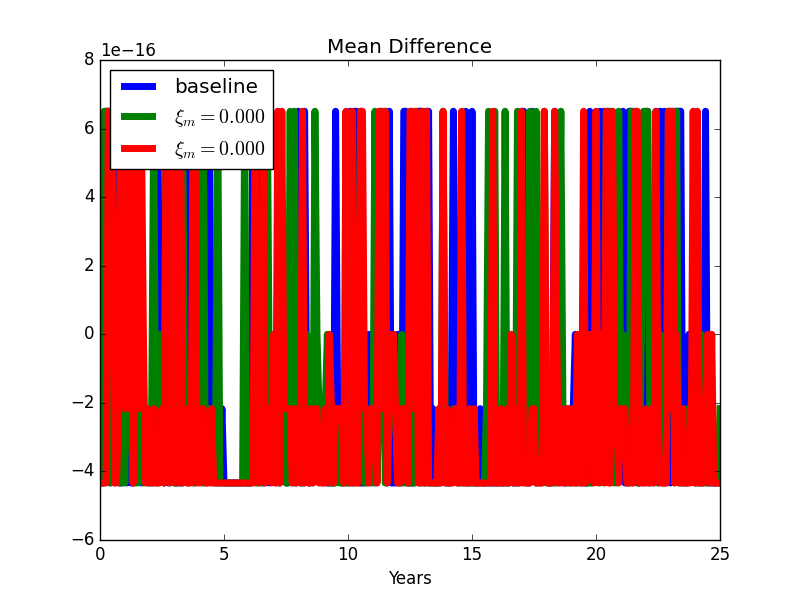 Mean Difference
1e−16
8
6
4
2
0
−2
−4
−6
baseline
ξm = 0.000
ξm = 0.000
0 5 10 15 20 25
Years